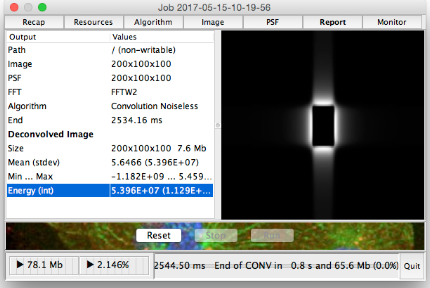 Job 2017-05-15-10-19-56
Recap Resources Algorithm Image PSF Report Monitor
Output Values
Path / (non-writable)
Image 200x100x100
PSF 200x100x100
FFT FFTW2
Algorithm Convolution Noiseless
End 2534.16 ms
Deconvolved Image
Size 200x100x100 7.6 Mb
Mean (stdev) 5.6466 (5.396E+07)
Min ... Max -1.182E+09 ... 5.459...
Energy (int) 5.396E+07 (1.129E+...
Reset Stop
78.1 Mb 2.146% 2544.50 ms End of CONV in 0.8 s and 65.6 Mb (0.0%) Quit